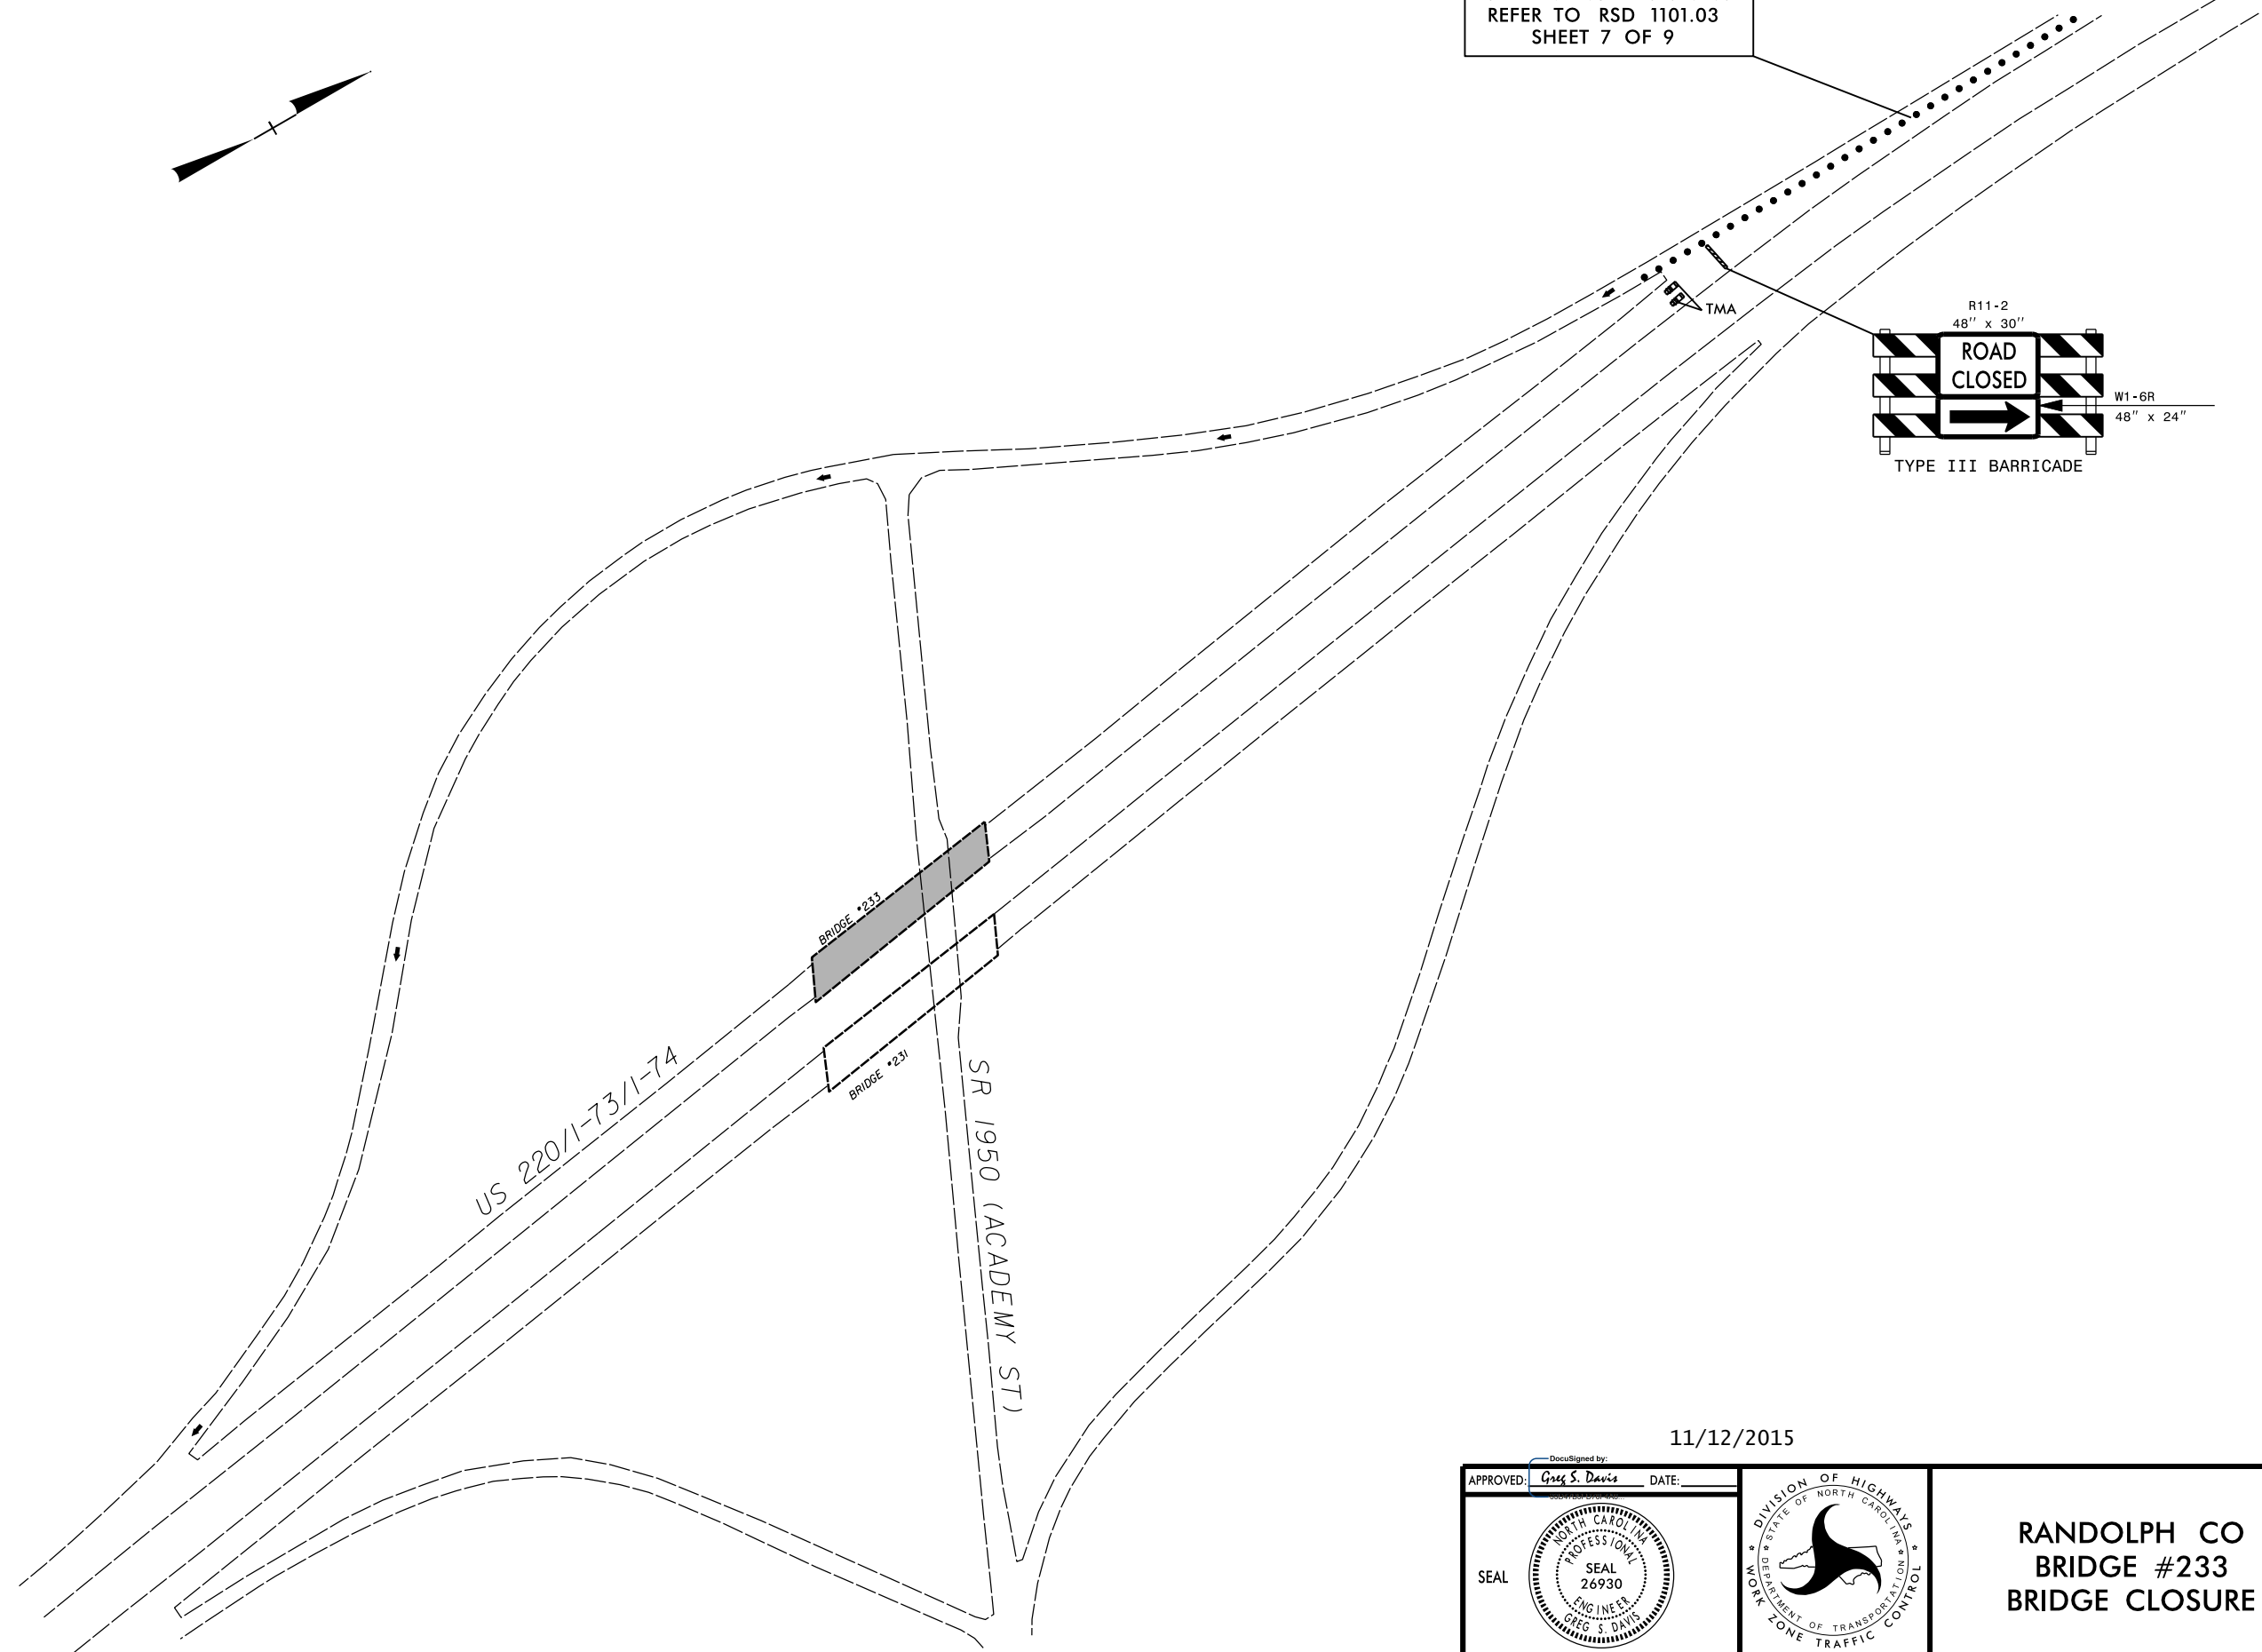 REFER TO RSD 1101.03
SHEET 7 OF 9
TMA
R11-2
48" x 30"
ROAD
CLOSED
W1-6R
48" x 24"
TYPE III BARRICADE
BRIDGE #233
BRIDGE #231
US 220/I-73/I-74
SR 1950 (ACADEMY ST)
11/12/2015
DocuSigned by:
APPROVED: Greg S. Davis DATE:
SEAL
NORTH CAROLINA
PROFESSIONAL
SEAL
26930
ENGINEER
GREG S. DAVIS
DIVISION OF HIGHWAYS
STATE OF NORTH CAROLINA
DEPARTMENT OF TRANSPORTATION
WORK ZONE TRAFFIC CONTROL
RANDOLPH CO
BRIDGE #233
BRIDGE CLOSURE